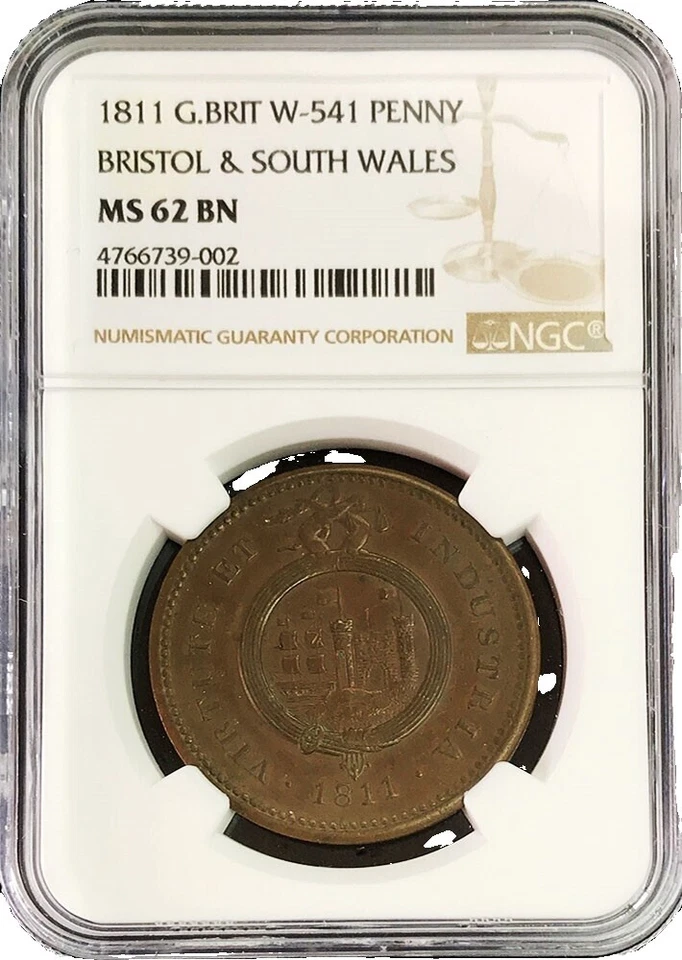 1811 G.BRIT W-541 PENNY
BRISTOL & SOUTH WALES
MS 62 BN
4766739-002
NUMISMATIC GUARANTY CORPORATION
NGC®
VIRTUTE ET INDUSTRIA ·
· 1811 ·